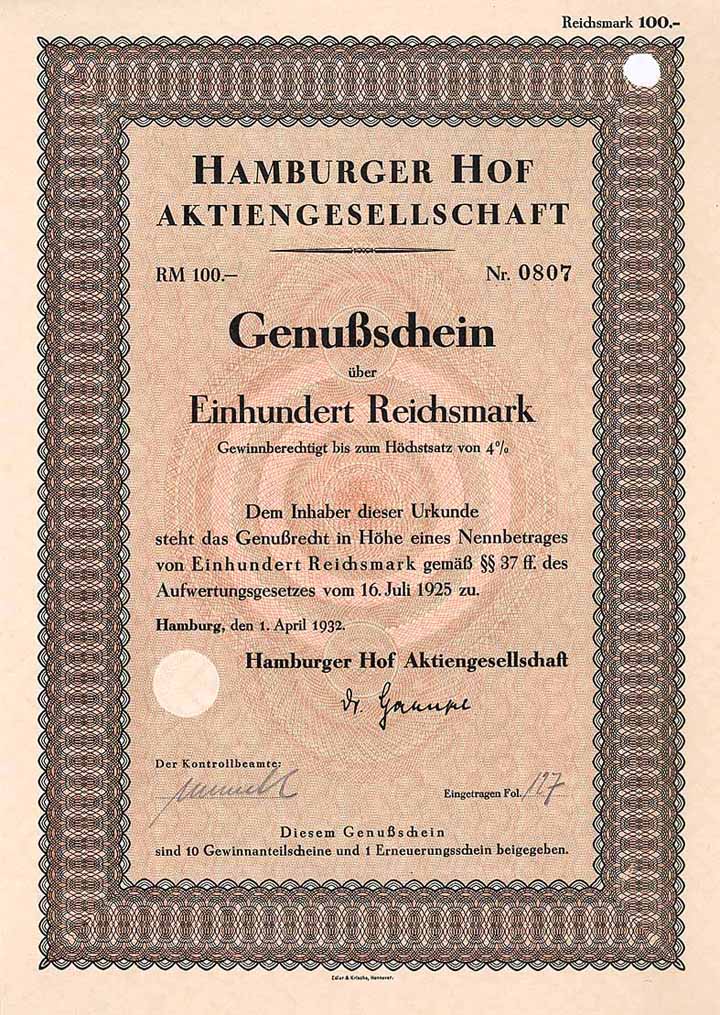 Reichsmark 100.-
HAMBURGER HOF
AKTIENGESELLSCHAFT
RM 100.— Nr. 0807
Genußschein
über
Einhundert Reichsmark
Gewinnberechtigt bis zum Höchstsatz von 4%
Dem Inhaber dieser Urkunde
steht das Genußrecht in Höhe eines Nennbetrages
von Einhundert Reichsmark gemäß §§ 37 ff. des
Aufwertungsgesetzes vom 16. Juli 1925 zu.
Hamburg, den 1. April 1932.
Hamburger Hof Aktiengesellschaft
Dr.
Der Kontrollbeamte:
Eingetragen Fol. 127
Diesem Genußschein
sind 10 Gewinnanteilscheine und 1 Erneuerungsschein beigegeben.
Edler & Krische, Hannover.